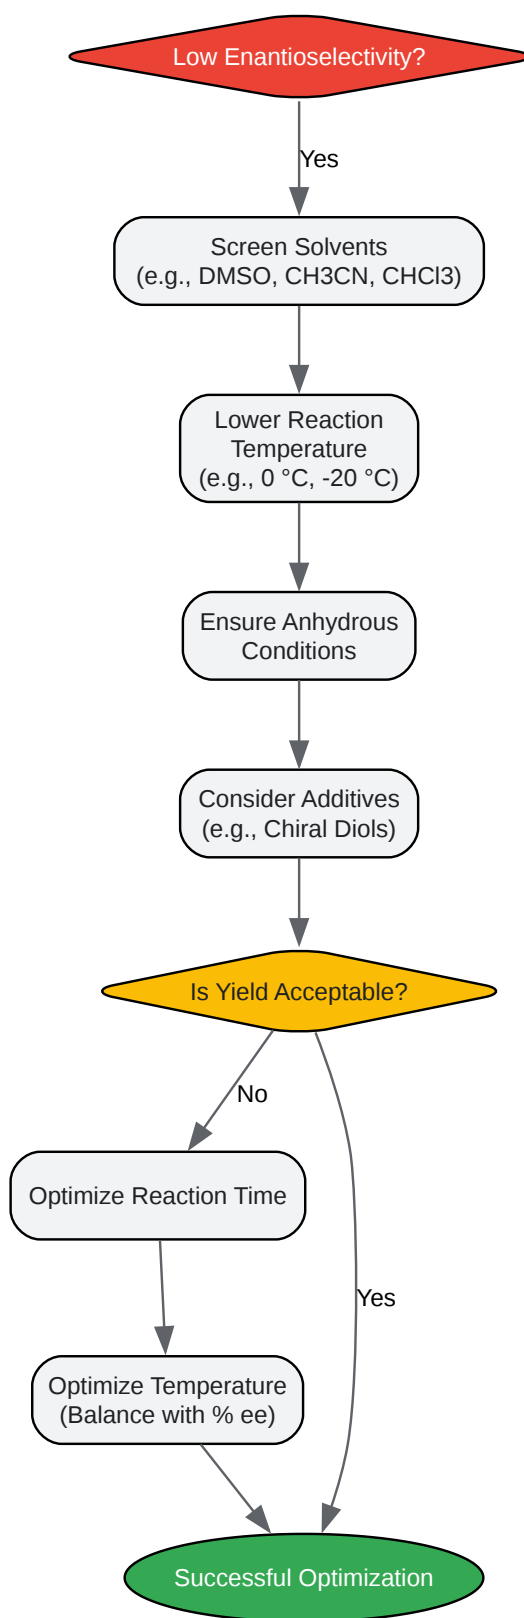 Low Enantioselectivity?
Yes
Screen Solvents
(e.g., DMSO, CH3CN, CHCl3)
Lower Reaction
Temperature
(e.g., 0 °C, -20 °C)
Ensure Anhydrous
Conditions
Consider Additives
(e.g., Chiral Diols)
Is Yield Acceptable?
No
Optimize Reaction Time
Yes
Optimize Temperature
(Balance with % ee)
Successful Optimization